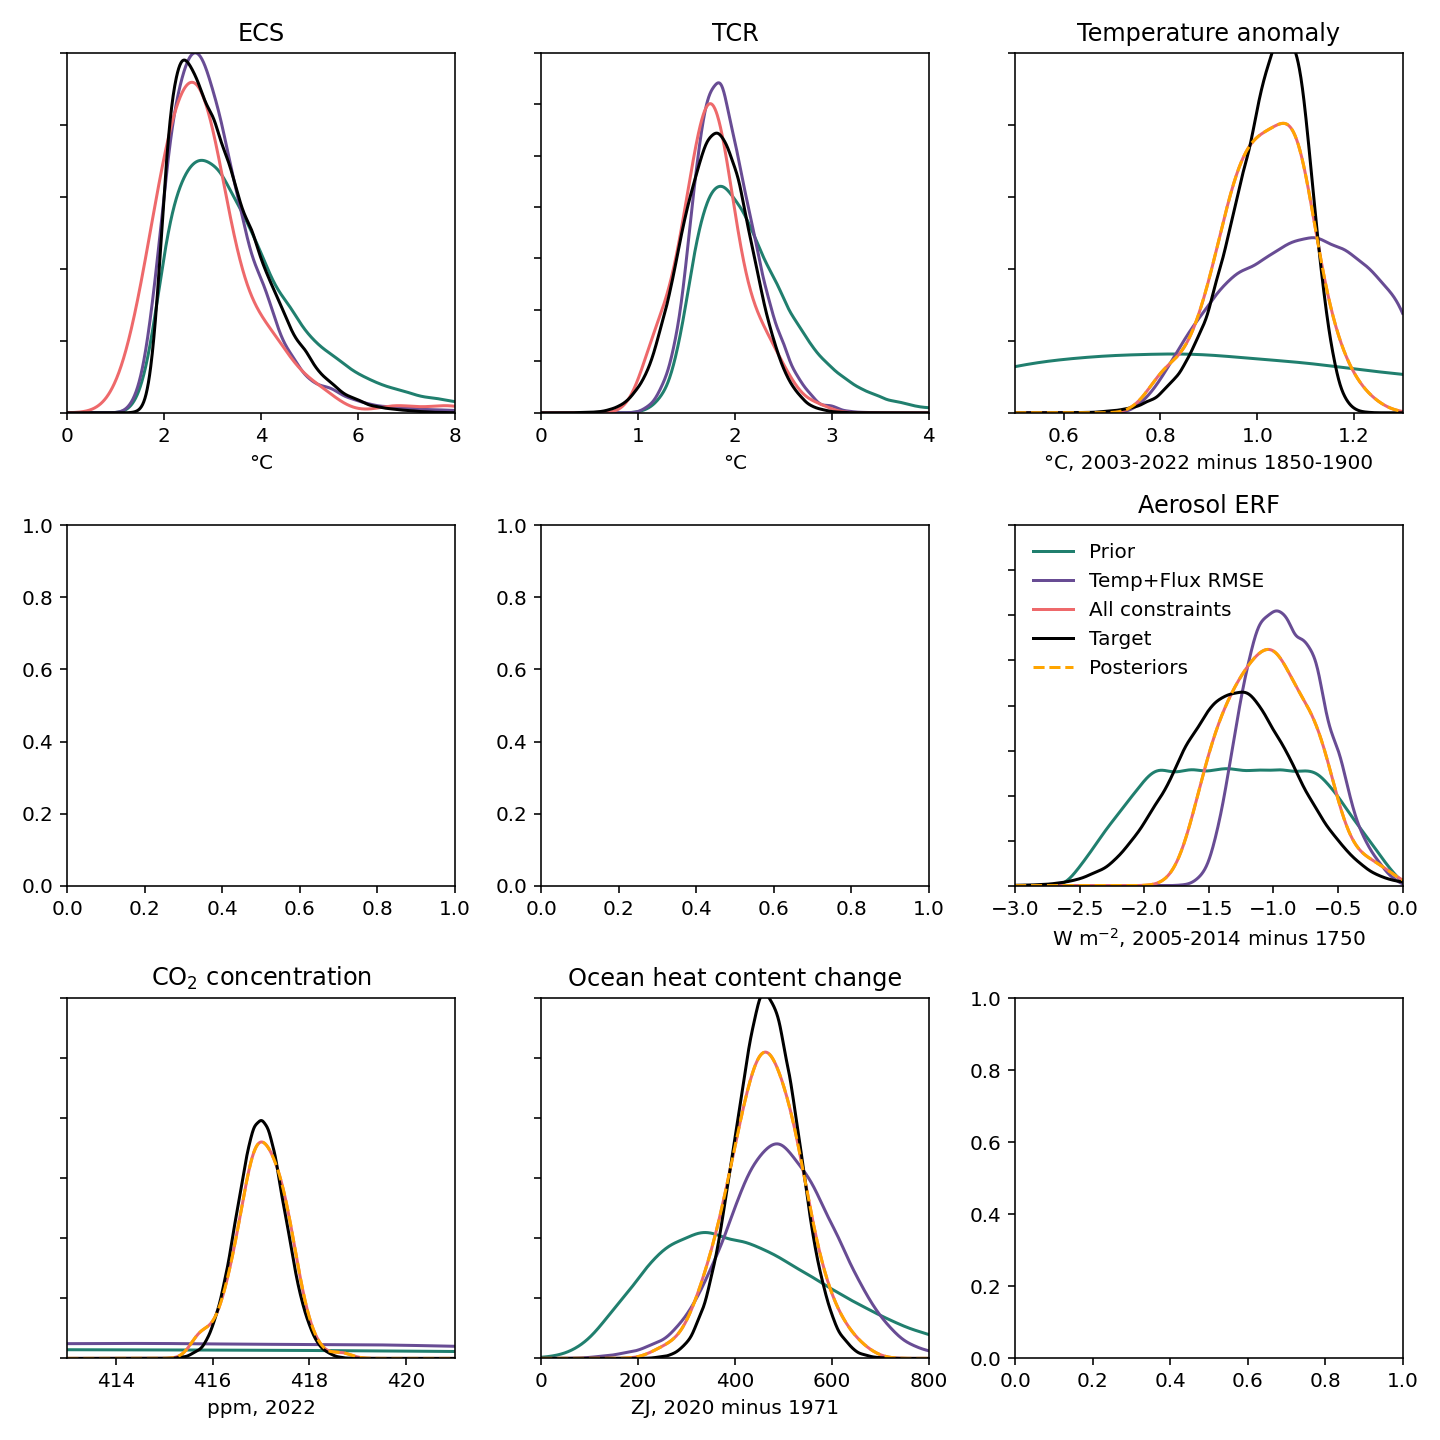 ECS
TCR
Temperature anomaly
0 2 4 6 8
0 1 2 3 4
0.6 0.8 1.0 1.2
°C
°C
°C, 2003-2022 minus 1850-1900
Aerosol ERF
1.0
0.8
0.6
0.4
0.2
0.0
0.0 0.2 0.4 0.6 0.8 1.0
1.0
0.8
0.6
0.4
0.2
0.0
0.0 0.2 0.4 0.6 0.8 1.0
Prior
Temp+Flux RMSE
All constraints
Target
Posteriors
−3.0 −2.5 −2.0 −1.5 −1.0 −0.5 0.0
W m⁻², 2005-2014 minus 1750
CO₂ concentration
Ocean heat content change
414 416 418 420
ppm, 2022
0 200 400 600 800
ZJ, 2020 minus 1971
1.0
0.8
0.6
0.4
0.2
0.0
0.0 0.2 0.4 0.6 0.8 1.0